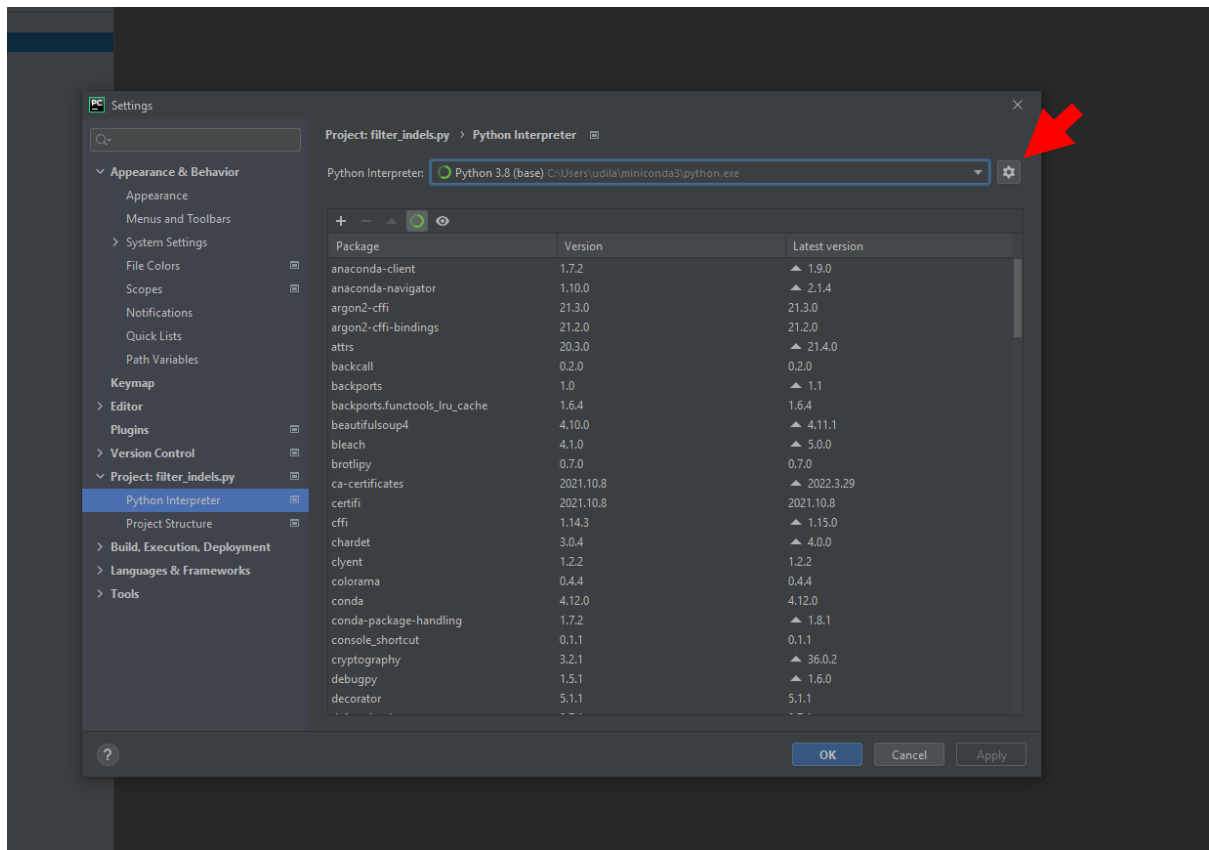 PC Settings
Appearance & Behavior
Appearance
Menus and Toolbars
System Settings
File Colors
Scopes
Notifications
Quick Lists
Path Variables
Keymap
Editor
Plugins
Version Control
Project: filter_indels.py
Python Interpreter
Project Structure
Build, Execution, Deployment
Languages & Frameworks
Tools
?
Project: filter_indels.py › Python Interpreter
Python Interpreter: Python 3.8 (base) C:\Users\udila\miniconda3\python.exe
Package Version Latest version
anaconda-client 1.7.2 1.9.0
anaconda-navigator 1.10.0 2.1.4
argon2-cffi 21.3.0 21.3.0
argon2-cffi-bindings 21.2.0 21.2.0
attrs 20.3.0 21.4.0
backcall 0.2.0 0.2.0
backports 1.0 1.1
backports.functools_lru_cache 1.6.4 1.6.4
beautifulsoup4 4.10.0 4.11.1
bleach 4.1.0 5.0.0
brotlipy 0.7.0 0.7.0
ca-certificates 2021.10.8 2022.3.29
certifi 2021.10.8 2021.10.8
cffi 1.14.3 1.15.0
chardet 3.0.4 4.0.0
clyent 1.2.2 1.2.2
colorama 0.4.4 0.4.4
conda 4.12.0 4.12.0
conda-package-handling 1.7.2 1.8.1
console_shortcut 0.1.1 0.1.1
cryptography 3.2.1 36.0.2
debugpy 1.5.1 1.6.0
decorator 5.1.1 5.1.1
OK Cancel Apply